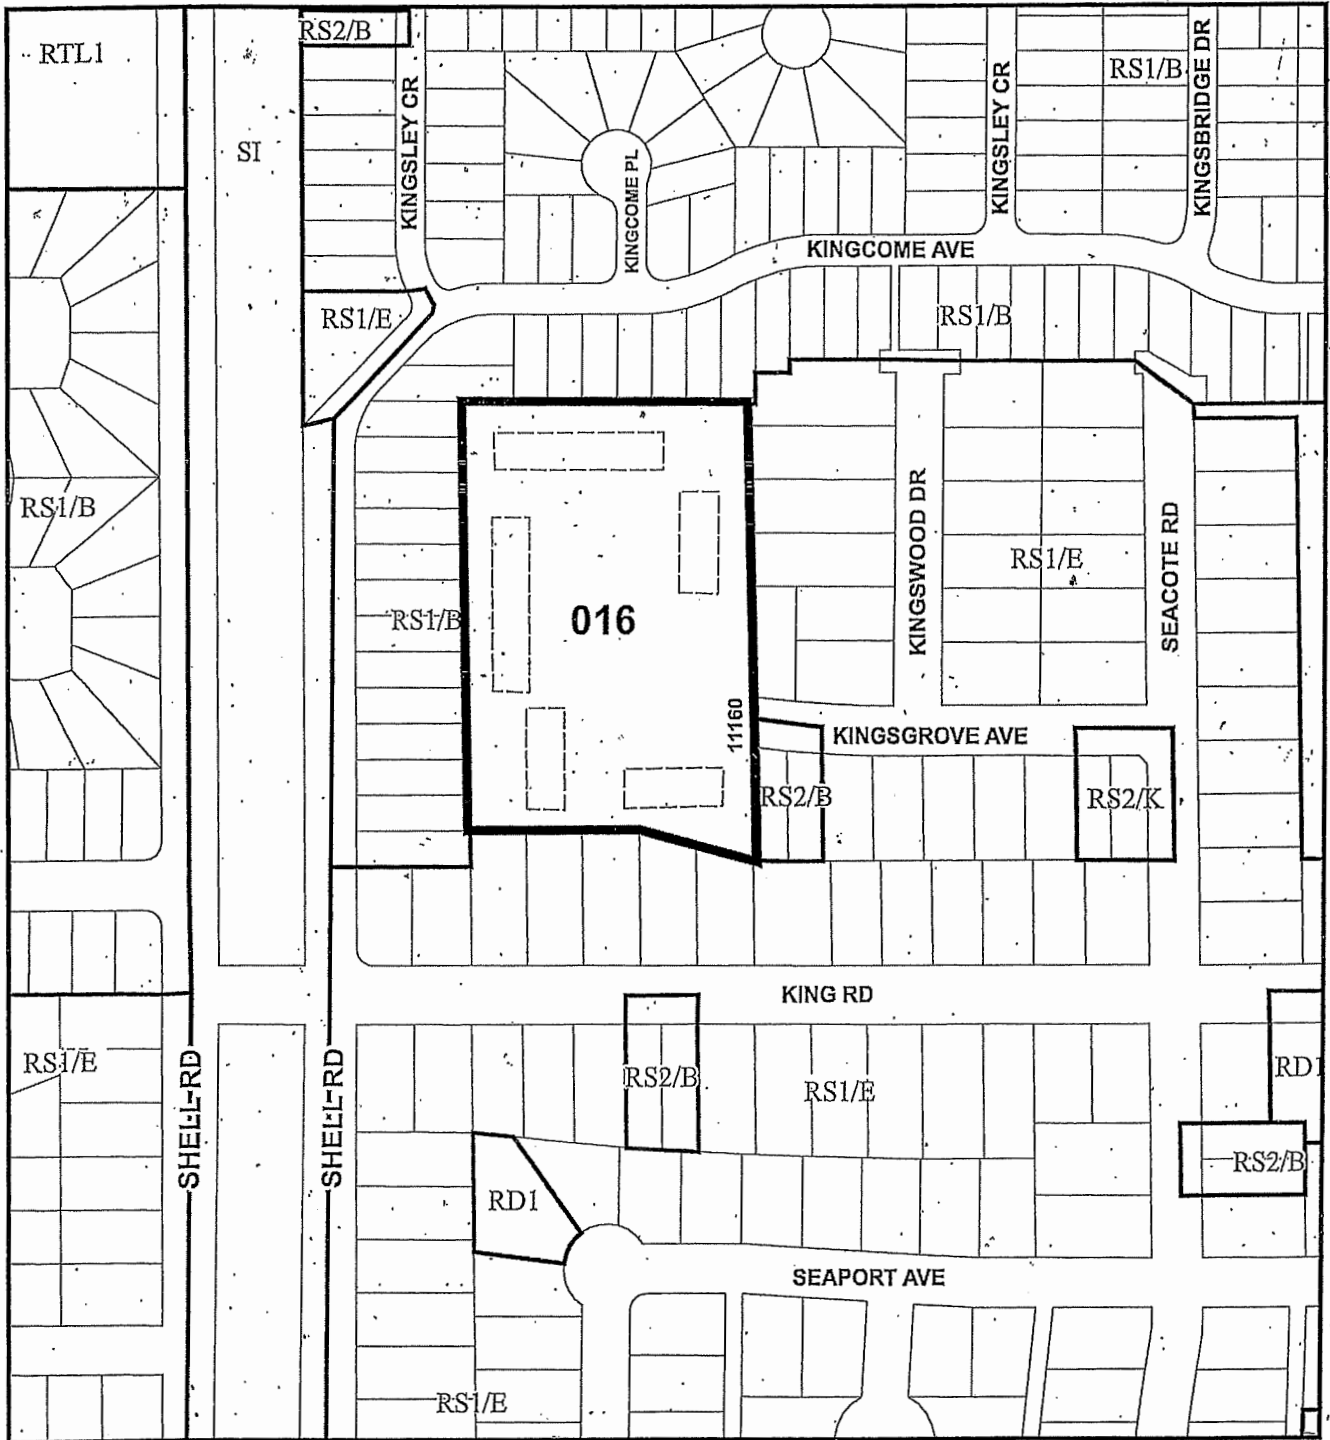 RS2/B
RTL1
KINGSLEY CR
RS1/B
KINGSBRIDGE DR
KINGSLEY CR
SI
KINGCOME PL
KINGCOME AVE
RS1/E
RS1/B
RS1/B
KINGSWOOD DR
RS1/E
SEACOTE RD
RS1/B
016
11160
KINGSGROVE AVE
RS2/B
RS2/K
KING RD
RS1/E
SHELL RD
SHELL RD
RS2/B
RS1/E
RD1
RS2/B
RD1
SEAPORT AVE
RS1/E